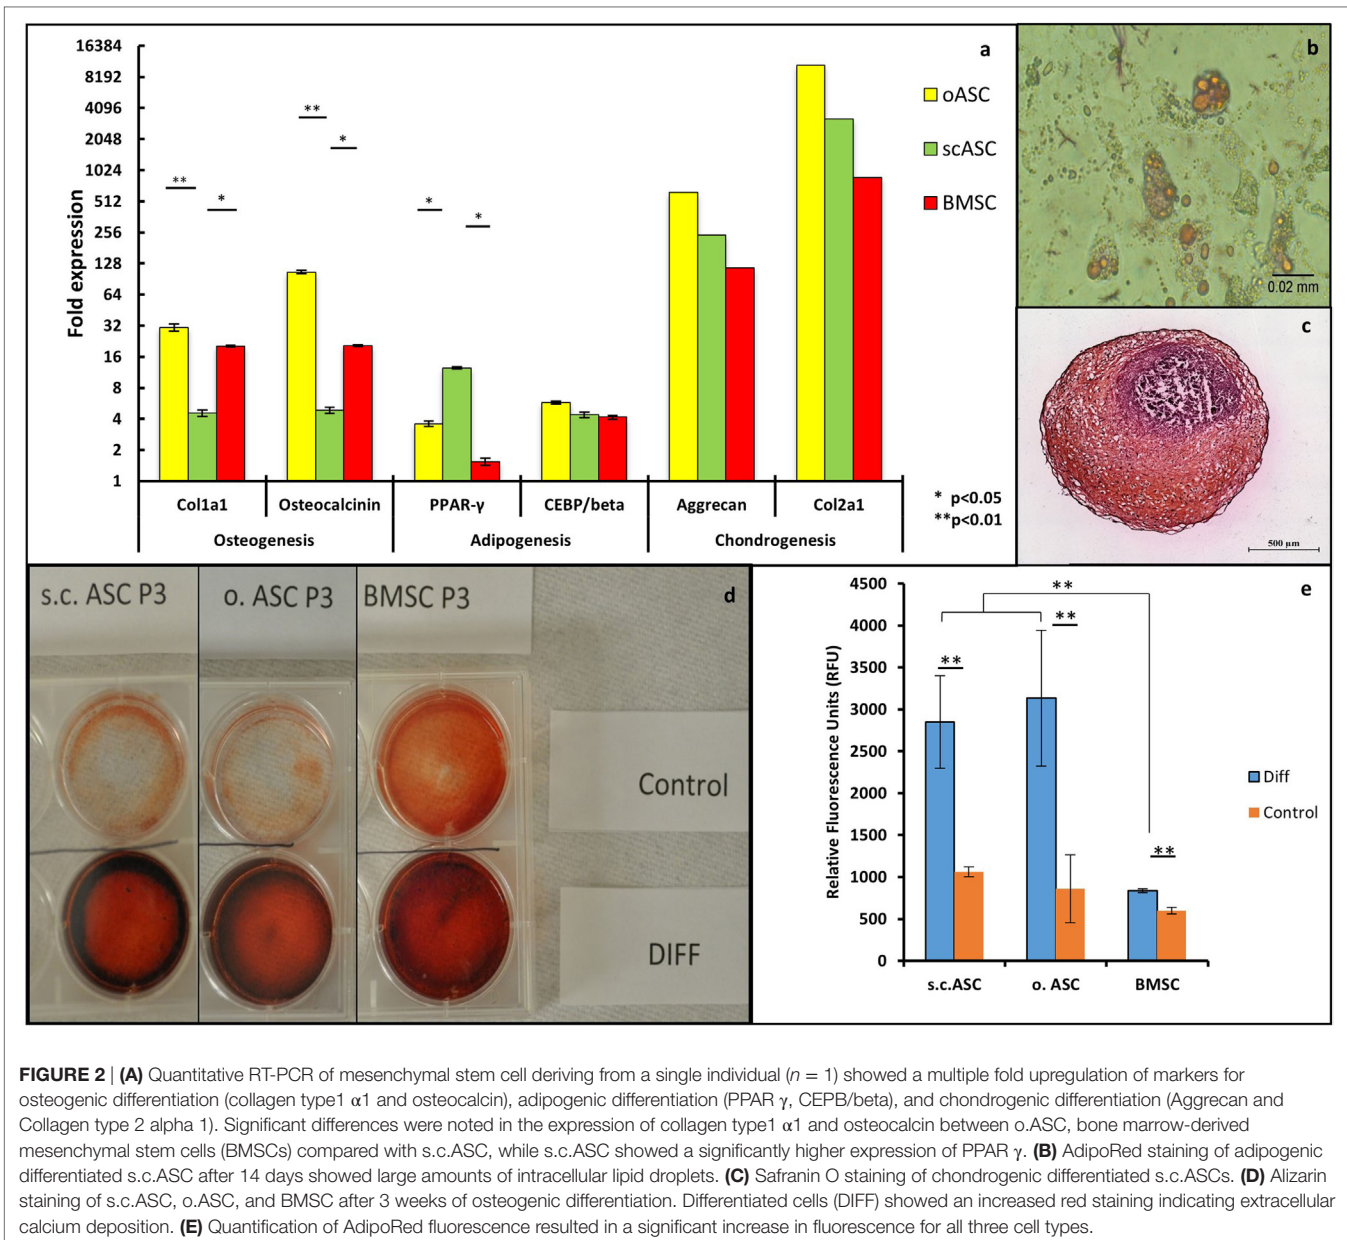 a
16384
8192
4096
2048
1024
512
256
128
64
32
16
8
4
2
1
Fold expression
** * ** * * *
oASC
scASC
BMSC
Col1a1 Osteocalcinin PPAR-γ CEBP/beta Aggrecan Col2a1
Osteogenesis Adipogenesis Chondrogenesis
* p<0.05
**p<0.01
b
0.02 mm
c
500 µm
s.c. ASC P3 o. ASC P3 BMSC P3 d
Control
DIFF
e
4500
4000
3500
3000
2500
2000
1500
1000
500
0
Relative Fluorescence Units (RFU)
** ** ** **
Diff
Control
s.c.ASC o. ASC BMSC
FIGURE 2 | (A) Quantitative RT-PCR of mesenchymal stem cell deriving from a single individual (n = 1) showed a multiple fold upregulation of markers for
osteogenic differentiation (collagen type1 α1 and osteocalcin), adipogenic differentiation (PPAR γ, CEPB/beta), and chondrogenic differentiation (Aggrecan and
Collagen type 2 alpha 1). Significant differences were noted in the expression of collagen type1 α1 and osteocalcin between o.ASC, bone marrow-derived
mesenchymal stem cells (BMSCs) compared with s.c.ASC, while s.c.ASC showed a significantly higher expression of PPAR γ. (B) AdipoRed staining of adipogenic
differentiated s.c.ASC after 14 days showed large amounts of intracellular lipid droplets. (C) Safranin O staining of chondrogenic differentiated s.c.ASCs. (D) Alizarin
staining of s.c.ASC, o.ASC, and BMSC after 3 weeks of osteogenic differentiation. Differentiated cells (DIFF) showed an increased red staining indicating extracellular
calcium deposition. (E) Quantification of AdipoRed fluorescence resulted in a significant increase in fluorescence for all three cell types.